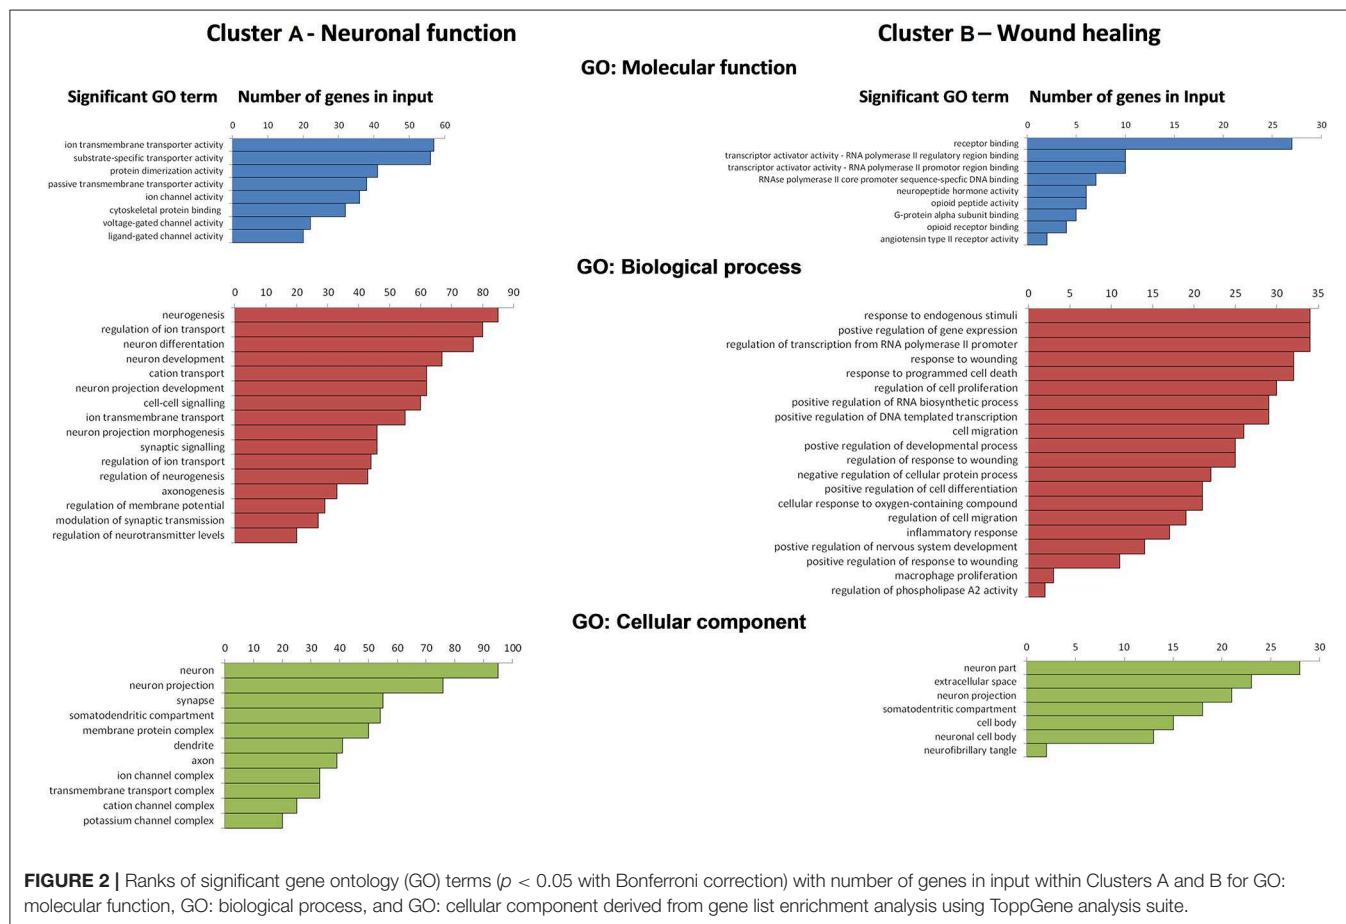 Cluster A - Neuronal function
Cluster B – Wound healing
GO: Molecular function
Significant GO term
Number of genes in input
0 10 20 30 40 50 60
ion transmembrane transporter activity
substrate-specific transporter activity
protein dimerization activity
passive transmembrane transporter activity
ion channel activity
cytoskeletal protein binding
voltage-gated channel activity
ligand-gated channel activity
Significant GO term
Number of genes in Input
0 5 10 15 20 25 30
receptor binding
transcriptor activator activity - RNA polymerase II regulatory region binding
transcriptor activator activity - RNA polymerase II promotor region binding
RNAse polymerase II core promoter sequence-specfic DNA binding
neuropeptide hormone activity
opioid peptide activity
G-protein alpha subunit binding
opioid receptor binding
angiotensin type II receptor activity
GO: Biological process
0 10 20 30 40 50 60 70 80 90
neurogenesis
regulation of ion transport
neuron differentation
neuron development
cation transport
neuron projection development
cell-cell signalling
ion transmembrane transport
neuron projection morphogenesis
synaptic signalling
regulation of ion transport
regulation of neurogenesis
axonogenesis
regulation of membrane potential
modulation of synaptic transmission
regulation of neurotransmitter levels
0 5 10 15 20 25 30 35
response to endogenous stimuli
postive regulation of gene expression
regulation of transcription from RNA polymerase II promoter
response to wounding
response to programmed cell death
regulation of cell proliferation
positive regulation of RNA biosynthetic process
positive regulation of DNA templated transcription
cell migration
postive regulation of developmental process
regulation of response to wounding
negative regulation of cellular protein process
positive regulation of cell differentiation
cellular response to oxygen-containing compound
regulation of cell migration
inflammatory response
postive regulation of nervous system development
positive regulation of response to wounding
macrophage proliferation
regulation of phospholipase A2 activity
GO: Cellular component
0 10 20 30 40 50 60 70 80 90 100
neuron
neuron projection
synapse
somatodendritic compartment
membrane protein complex
dendrite
axon
ion channel complex
transmembrane transport complex
cation channel complex
potassium channel complex
0 5 10 15 20 25 30
neuron part
extracellular space
neuron projection
somatodentritic compartment
cell body
neuronal cell body
neurofibrillary tangle
FIGURE 2 | Ranks of significant gene ontology (GO) terms (p < 0.05 with Bonferroni correction) with number of genes in input within Clusters A and B for GO:
molecular function, GO: biological process, and GO: cellular component derived from gene list enrichment analysis using ToppGene analysis suite.